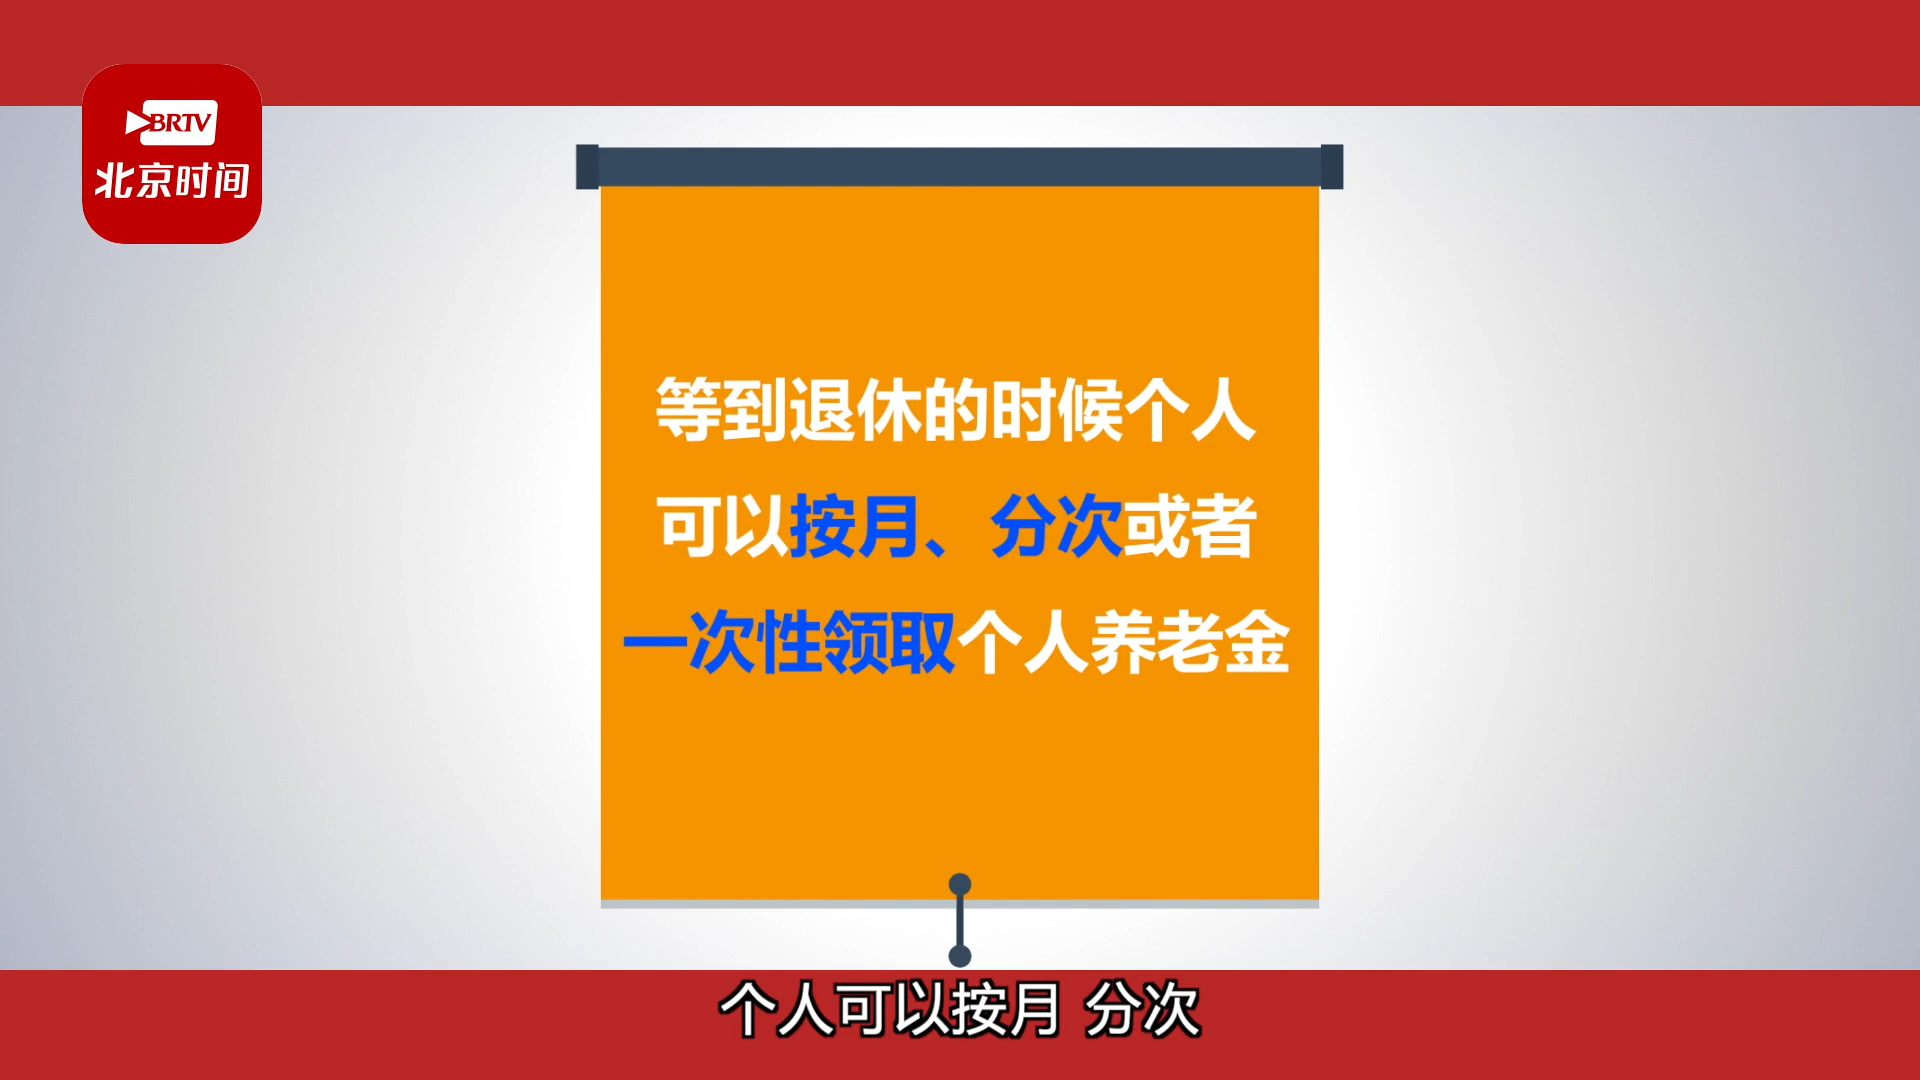 BRTV
北京时间
等到退休的时候个人
可以按月、分次或者
一次性领取个人养老金
个人可以按月 分次